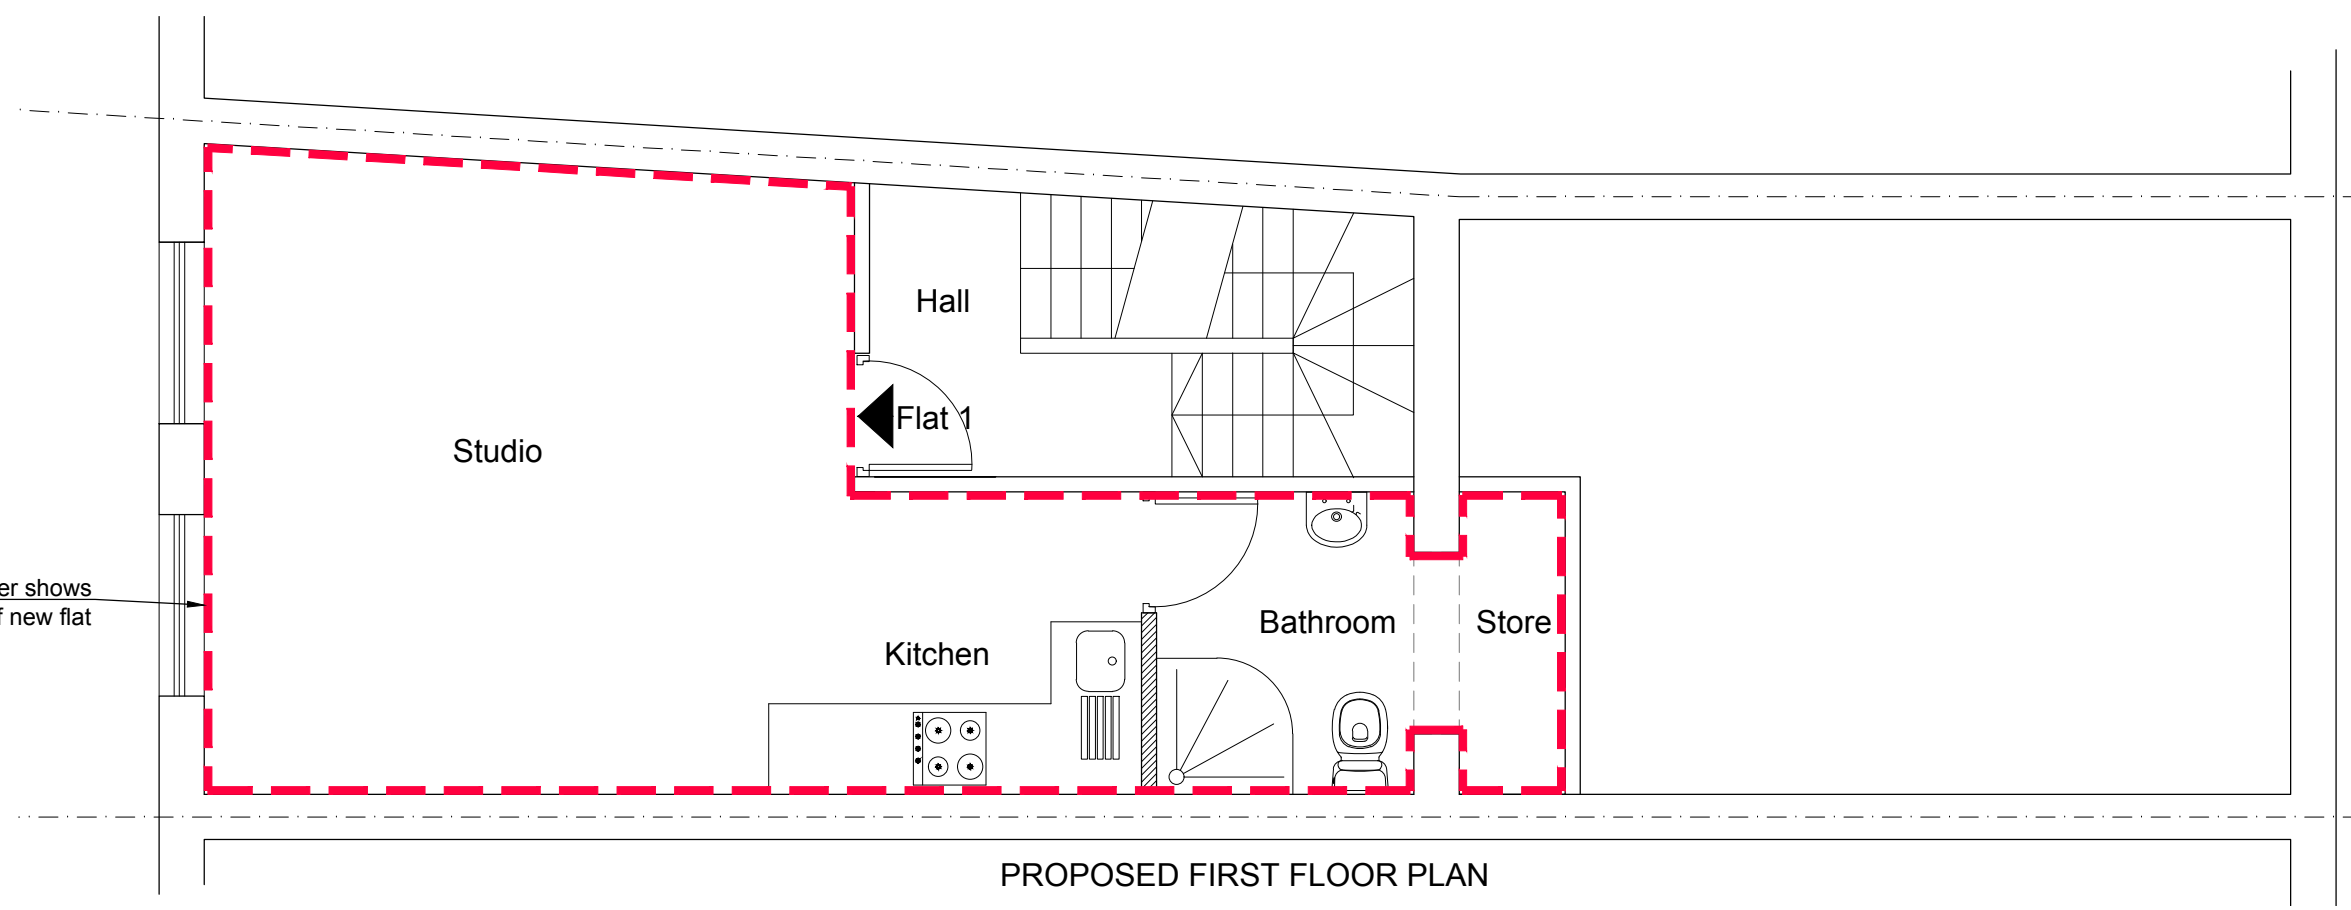 Hall
Flat 1
Studio
er shows
f new flat
Bathroom
Store
Kitchen
PROPOSED FIRST FLOOR PLAN